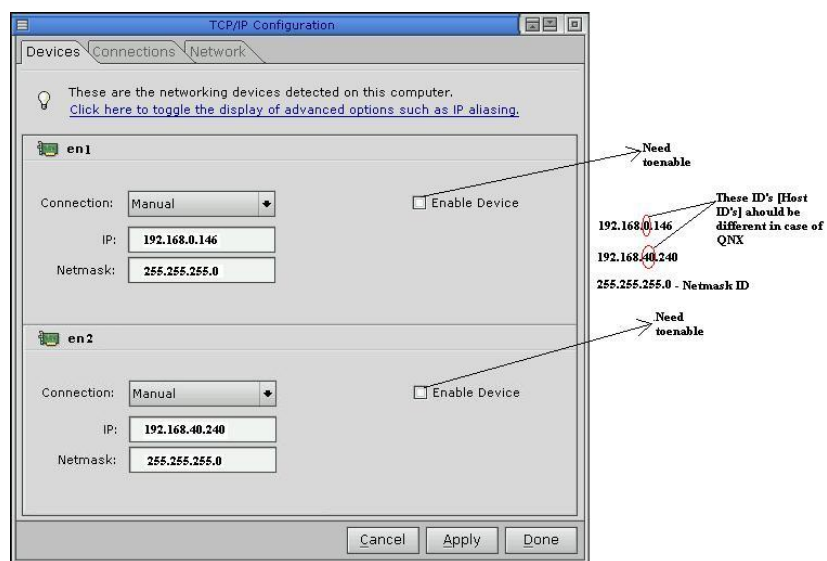 TCP/IP Configuration
Devices Connections Network
These are the networking devices detected on this computer.
Click here to toggle the display of advanced options such as IP aliasing.
en1
Need
toenable
Connection: Manual
Enable Device
These ID's [Host
ID's] ahould be
different in case of
QNX
192.168.0.146
IP: 192.168.0.146
192.168.40.240
Netmask: 255.255.255.0
255.255.255.0 - Netmask ID
Need
toenable
en2
Connection: Manual
Enable Device
IP: 192.168.40.240
Netmask: 255.255.255.0
Cancel Apply Done